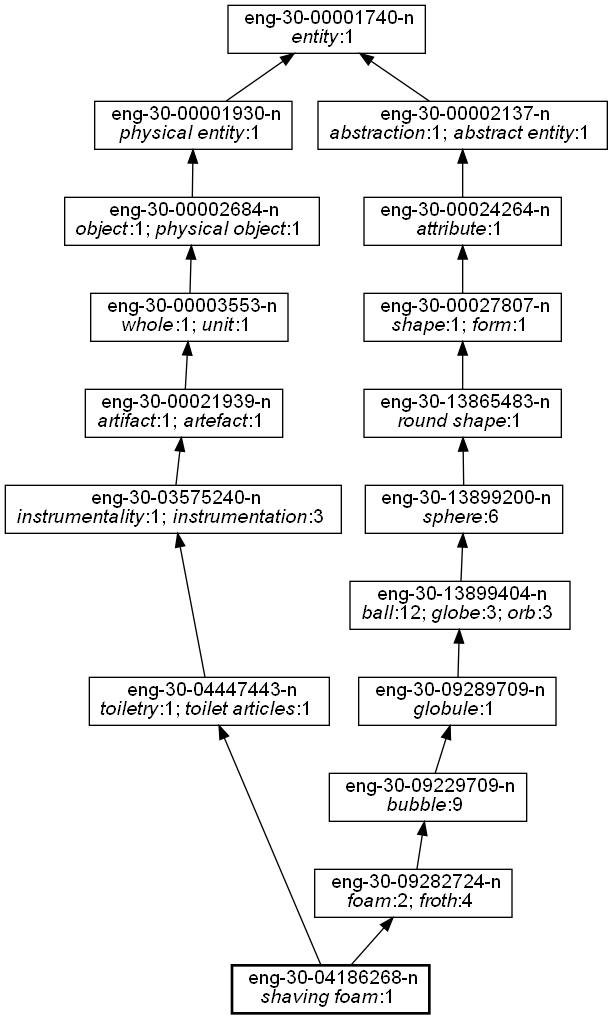 eng-30-00001740-n
entity:1
eng-30-00001930-n
physical entity:1
eng-30-00002137-n
abstraction:1; abstract entity:1
eng-30-00002684-n
object:1; physical object:1
eng-30-00024264-n
attribute:1
eng-30-00003553-n
whole:1; unit:1
eng-30-00027807-n
shape:1; form:1
eng-30-00021939-n
artifact:1; artefact:1
eng-30-13865483-n
round shape:1
eng-30-03575240-n
instrumentality:1; instrumentation:3
eng-30-13899200-n
sphere:6
eng-30-13899404-n
ball:12; globe:3; orb:3
eng-30-04447443-n
toiletry:1; toilet articles:1
eng-30-09289709-n
globule:1
eng-30-09229709-n
bubble:9
eng-30-09282724-n
foam:2; froth:4
eng-30-04186268-n
shaving foam:1